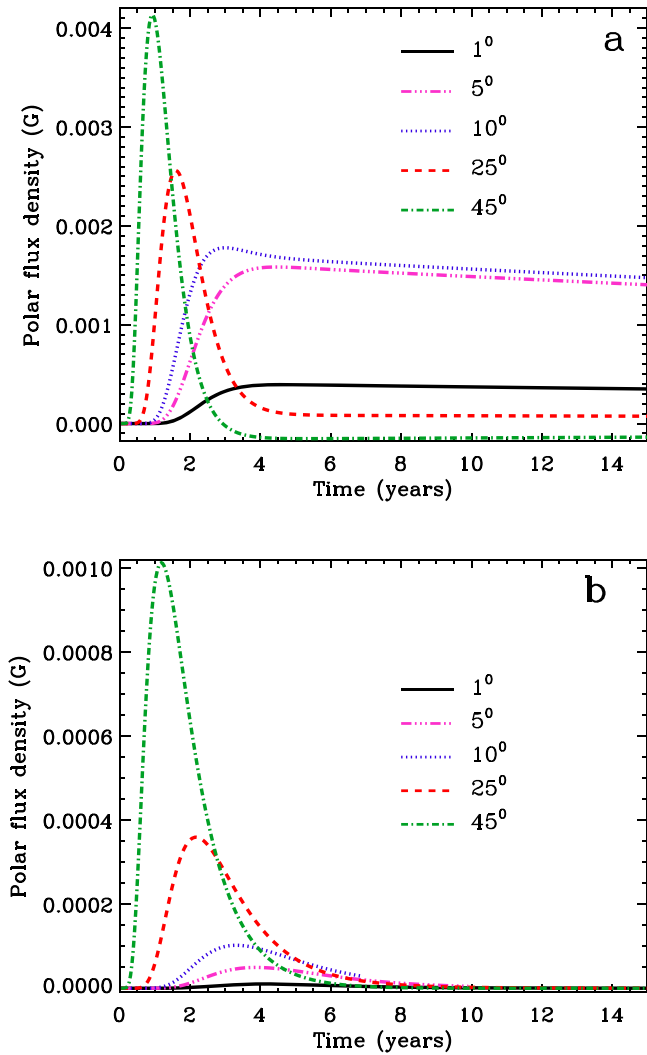 a
0.004
0.003
0.002
0.001
0.000
Polar flux density (G)
1⁰
5⁰
10⁰
25⁰
45⁰
0 2 4 6 8 10 12 14
Time (years)
b
0.0010
0.0008
0.0006
0.0004
0.0002
0.0000
Polar flux density (G)
1⁰
5⁰
10⁰
25⁰
45⁰
0 2 4 6 8 10 12 14
Time (years)